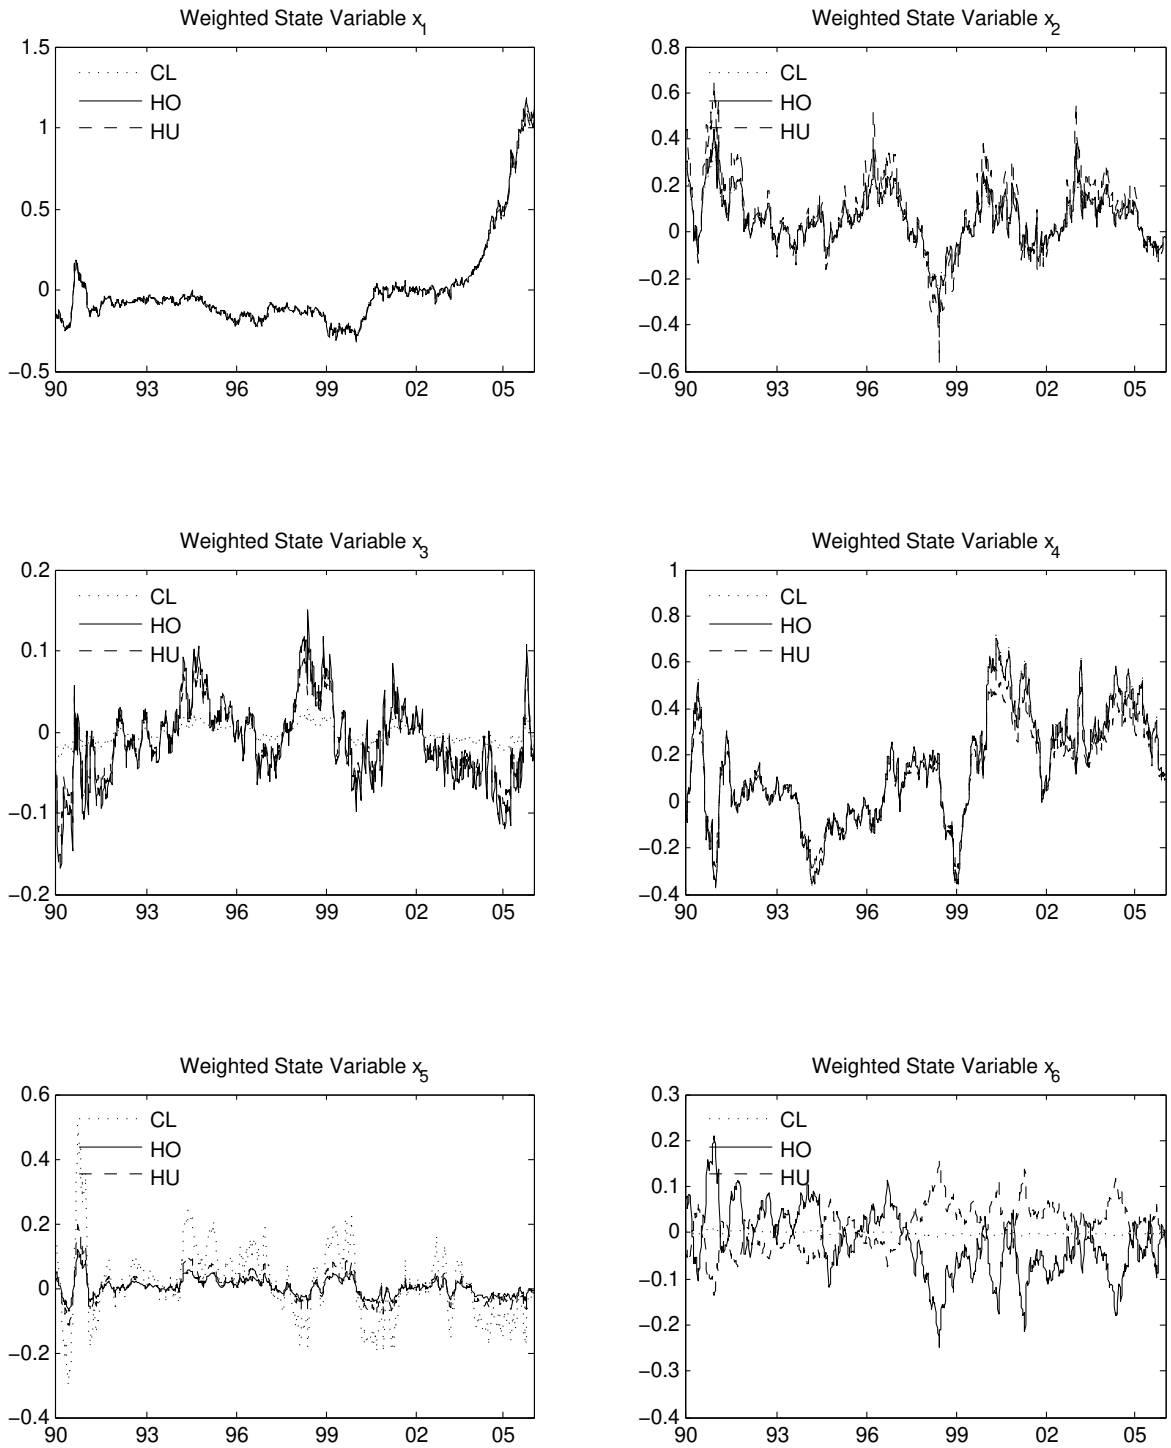 Weighted State Variable x1
1.5
1
0.5
0
−0.5
90 93 96 99 02 05
CL
HO
HU
Weighted State Variable x2
0.8
0.6
0.4
0.2
0
−0.2
−0.4
−0.6
90 93 96 99 02 05
CL
HO
HU
Weighted State Variable x3
0.2
0.1
0
−0.1
−0.2
90 93 96 99 02 05
CL
HO
HU
Weighted State Variable x4
1
0.8
0.6
0.4
0.2
0
−0.2
−0.4
90 93 96 99 02 05
CL
HO
HU
Weighted State Variable x5
0.6
0.4
0.2
0
−0.2
−0.4
90 93 96 99 02 05
CL
HO
HU
Weighted State Variable x6
0.3
0.2
0.1
0
−0.1
−0.2
−0.3
−0.4
90 93 96 99 02 05
CL
HO
HU